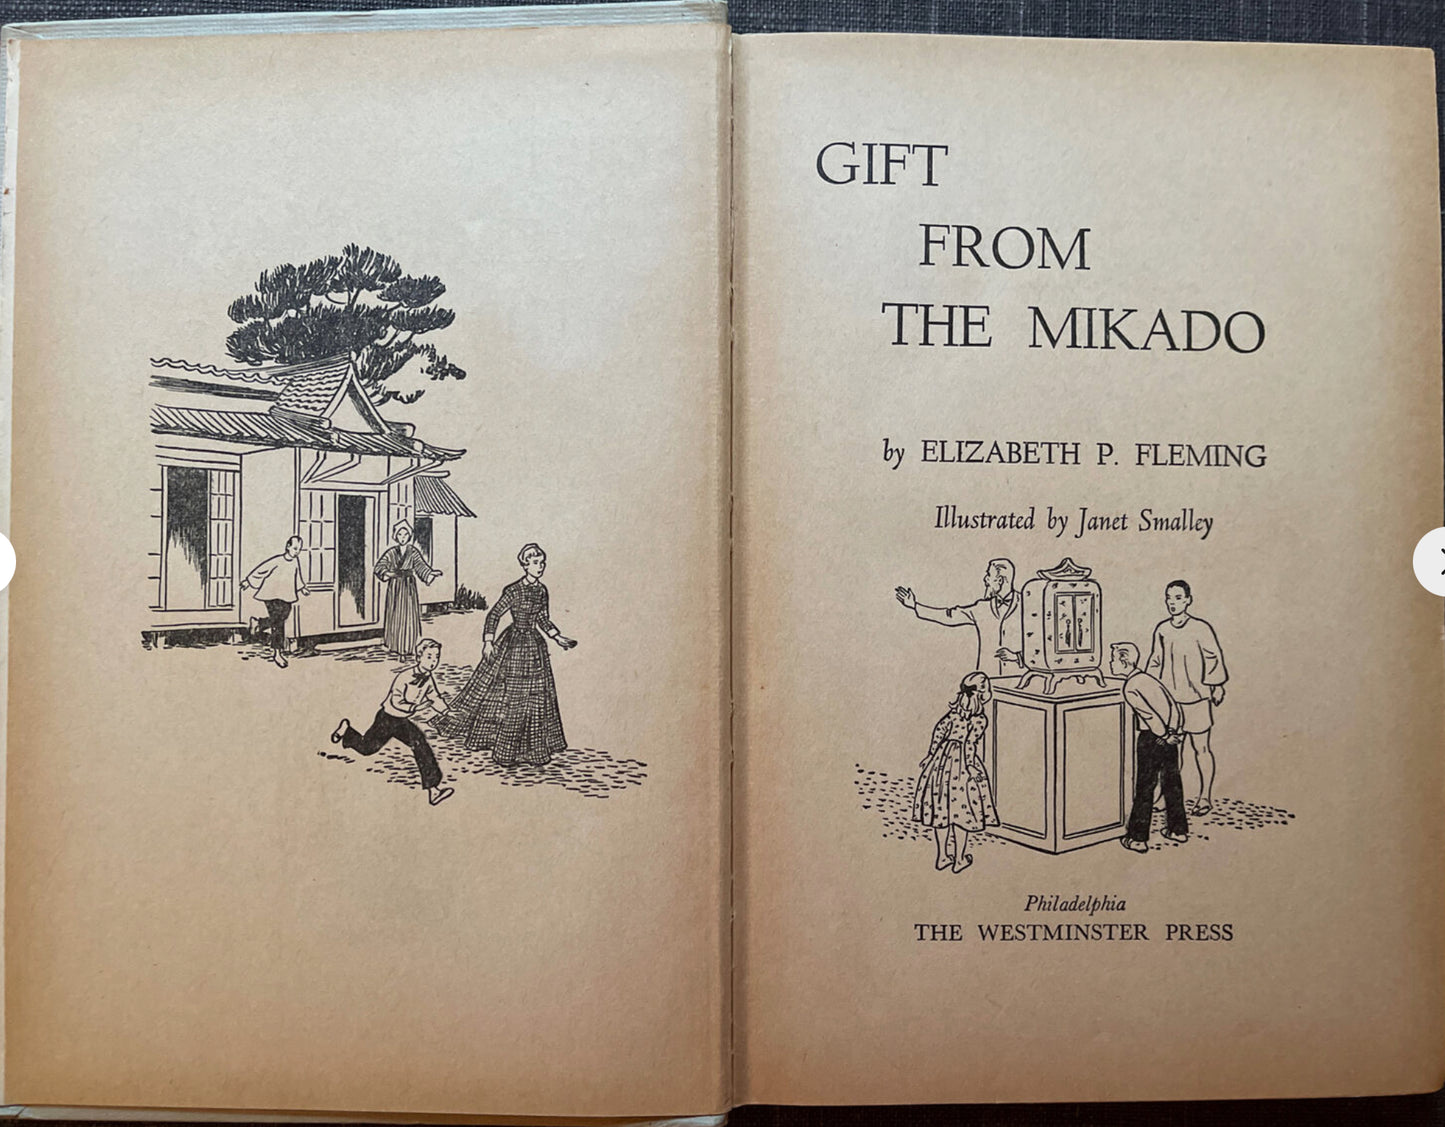 GIFT
FROM
THE MIKADO
by ELIZABETH P. FLEMING
Illustrated by Janet Smalley
Philadelphia
THE WESTMINSTER PRESS